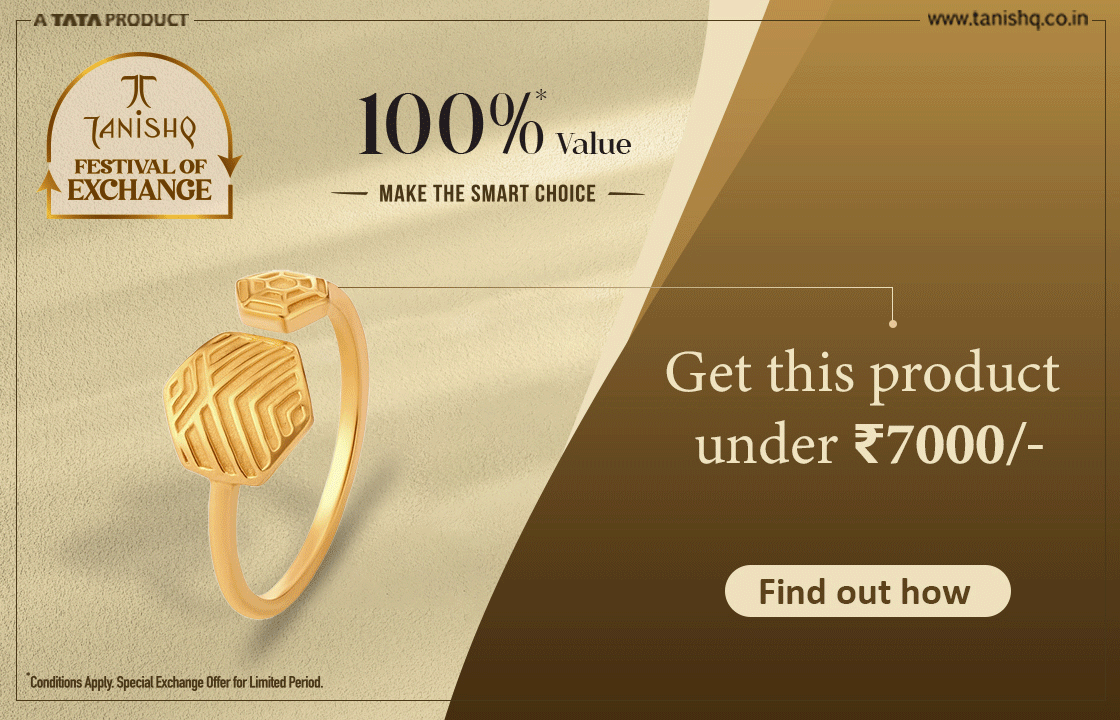 A TATA PRODUCT
www.tanishq.co.in
TANISHQ
FESTIVAL OF
EXCHANGE
100%*
Value
MAKE THE SMART CHOICE
Get this product
under ₹7000/-
Find out how
*Conditions Apply. Special Exchange Offer for Limited Period.